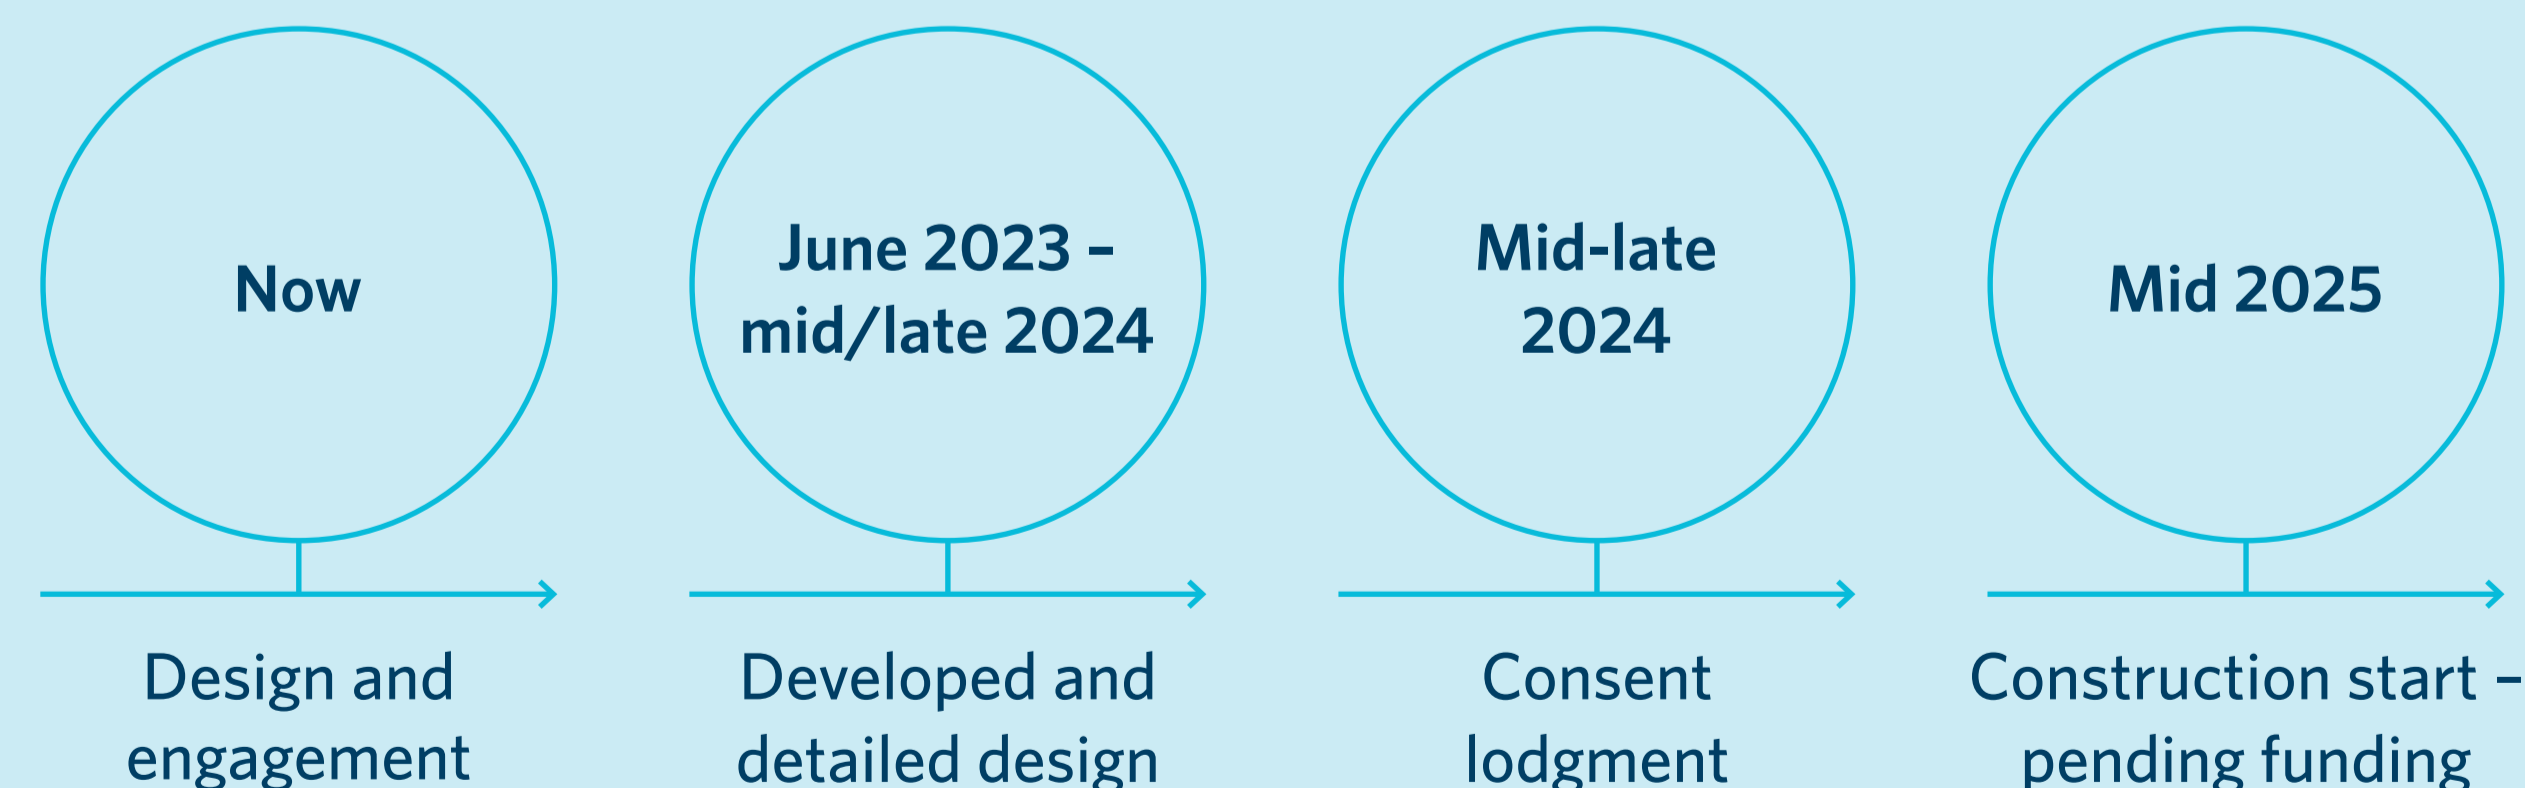 Now
June 2023 –
mid/late 2024
Mid-late
2024
Mid 2025
Design and
engagement
Developed and
detailed design
Consent
lodgment
Construction start –
pending funding